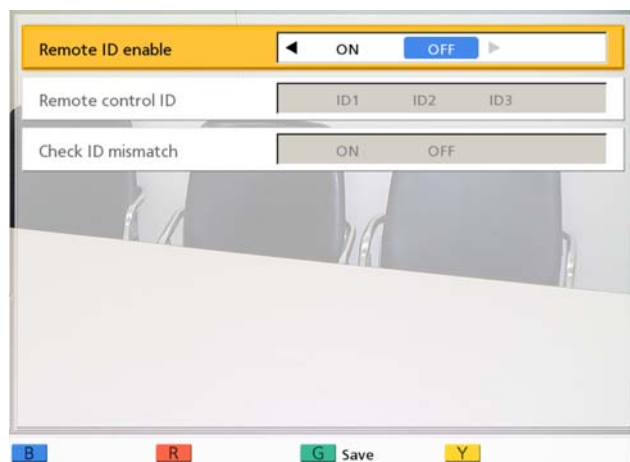 Remote ID enable ON OFF
Remote control ID ID1 ID2 ID3
Check ID mismatch ON OFF
B R G Save Y